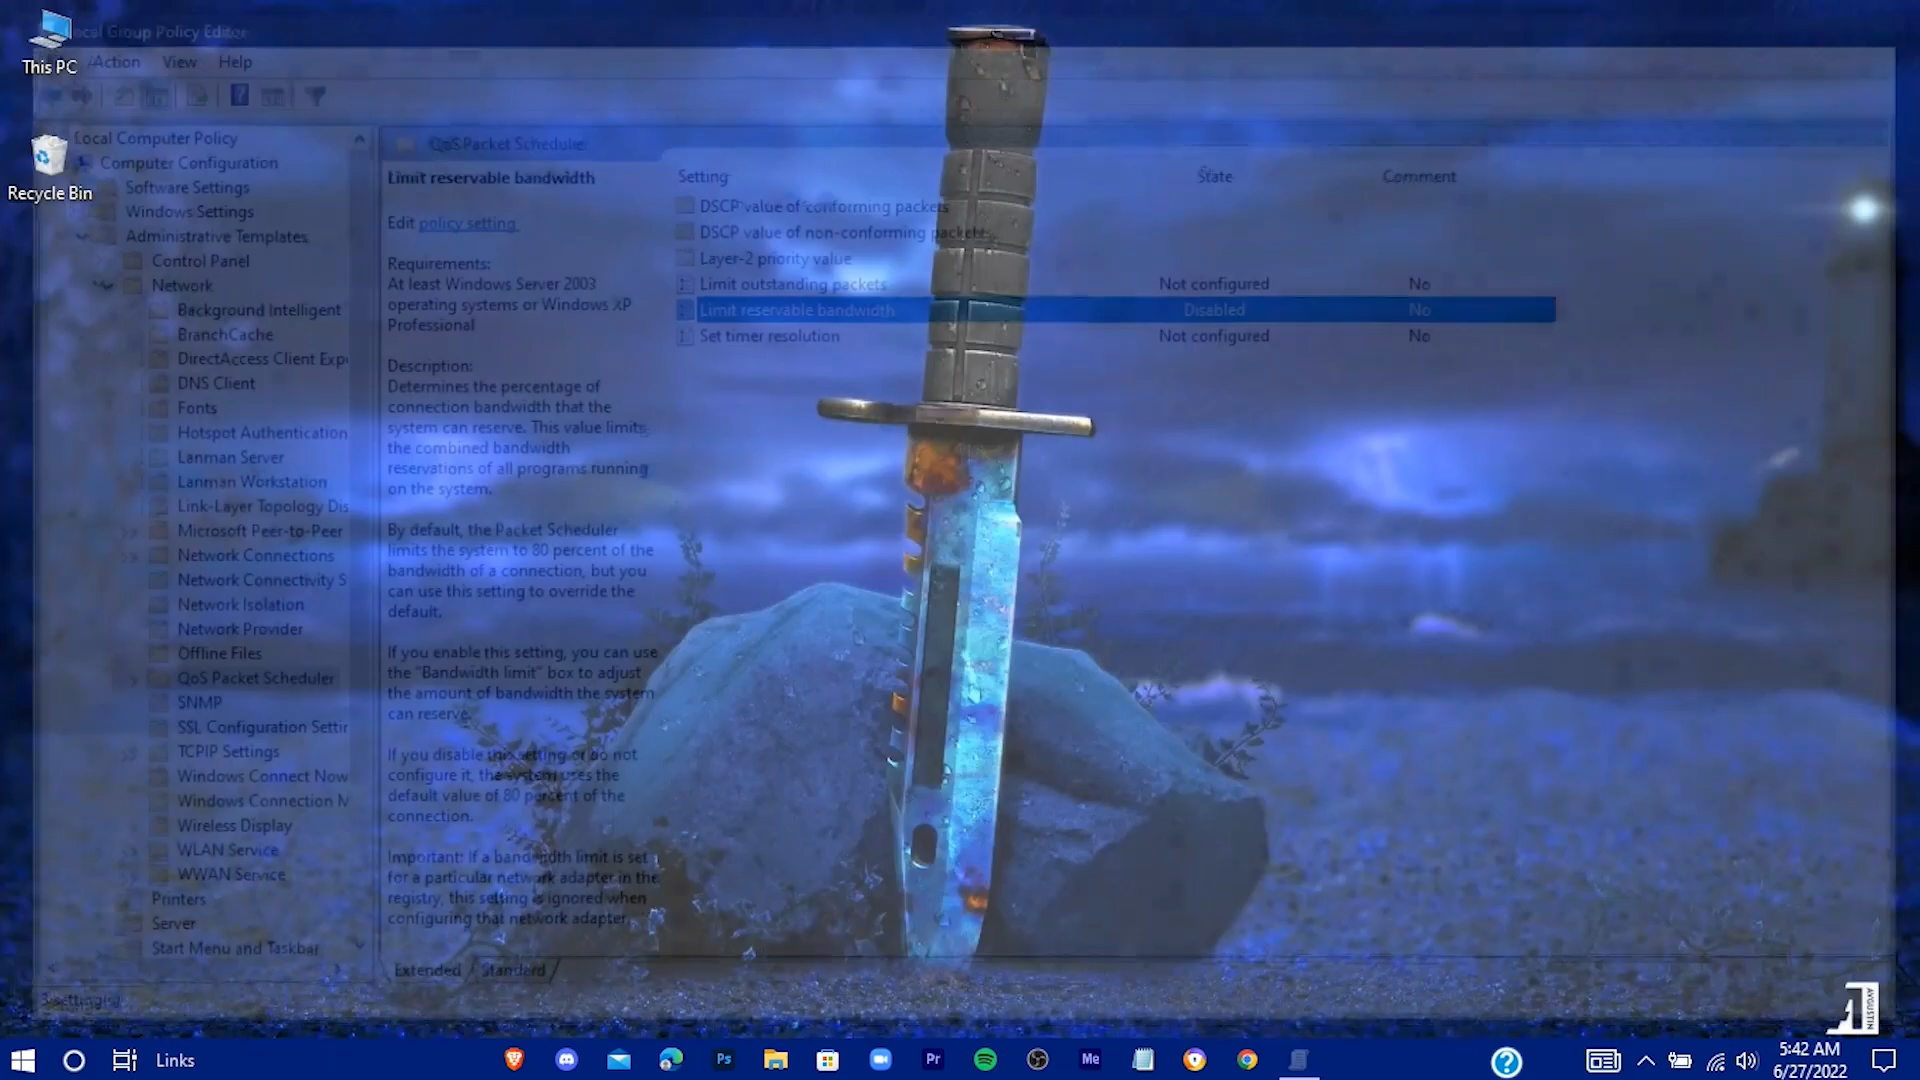 Local Group Policy Editor
This PC
Action View Help
Local Computer Policy
Computer Configuration
Recycle Bin
Software Settings
Windows Settings
Administrative Templates
Control Panel
Network
Background Intelligent
BranchCache
DirectAccess Client Exp
DNS Client
Fonts
Hotspot Authentication
Lanman Server
Lanman Workstation
Link-Layer Topology Dis
Microsoft Peer-to-Peer
Network Connections
Network Connectivity S
Network Isolation
Network Provider
Offline Files
QoS Packet Scheduler
SNMP
SSL Configuration Settin
TCPIP Settings
Windows Connect Now
Windows Connection M
Wireless Display
WLAN Service
WWAN Service
Printers
Server
Start Menu and Taskbar
3 setting(s)
QoS Packet Scheduler
Limit reservable bandwidth
Edit policy setting
Requirements:
At least Windows Server 2003
operating systems or Windows XP
Professional
Description:
Determines the percentage of
connection bandwidth that the
system can reserve. This value limits
the combined bandwidth
reservations of all programs running
on the system.
By default, the Packet Scheduler
limits the system to 80 percent of the
bandwidth of a connection, but you
can use this setting to override the
default.
If you enable this setting, you can use
the "Bandwidth limit" box to adjust
the amount of bandwidth the system
can reserve.
If you disable this setting or do not
configure it, the system uses the
default value of 80 percent of the
connection.
Important: If a bandwidth limit is set
for a particular network adapter in the
registry, this setting is ignored when
configuring that network adapter.
Extended Standard
Setting State Comment
DSCP value of conforming packets
DSCP value of non-conforming packets
Layer-2 priority value
Limit outstanding packets Not configured No
Limit reservable bandwidth Disabled No
Set timer resolution Not configured No
AVGUSTIN
Links
Ps
Pr
Me
5:42 AM
6/27/2022